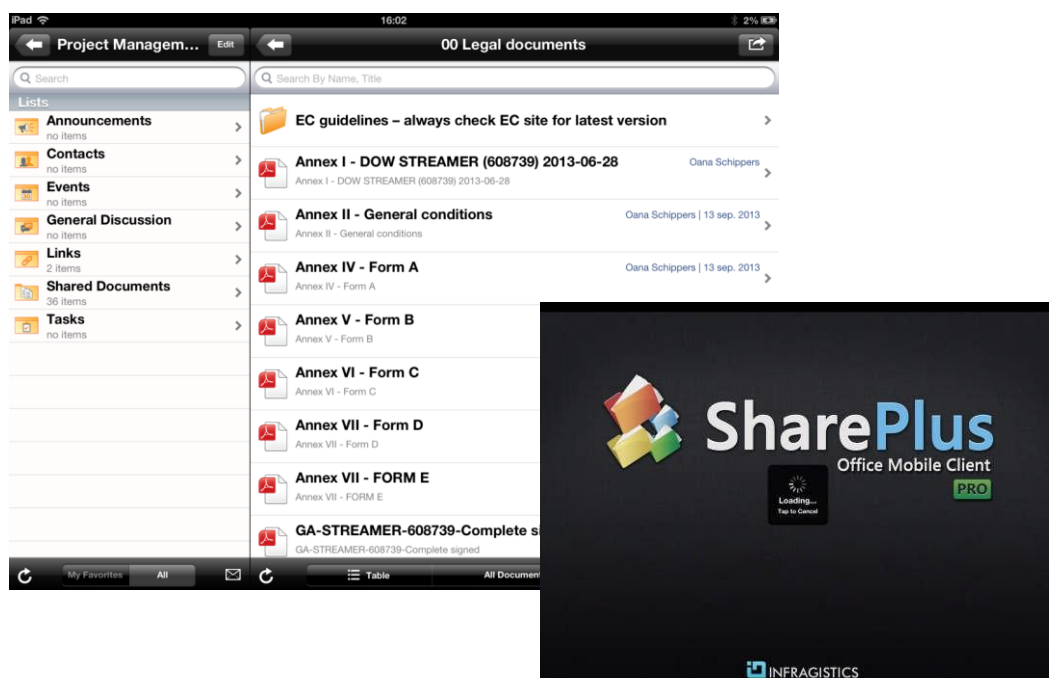 iPad 16:02 2%
Project Managem... Edit
Search
Lists
Announcements
no items
Contacts
no items
Events
no items
General Discussion
no items
Links
2 items
Shared Documents
36 items
Tasks
no items
My Favorites All
00 Legal documents
Search By Name, Title
EC guidelines – always check EC site for latest version
Annex I - DOW STREAMER (608739) 2013-06-28 Oana Schippers
Annex I - DOW STREAMER (608739) 2013-06-28
Annex II - General conditions Oana Schippers | 13 sep. 2013
Annex II - General conditions
Annex IV - Form A Oana Schippers | 13 sep. 2013
Annex IV - Form A
Annex V - Form B
Annex V - Form B
Annex VI - Form C
Annex VI - Form C
Annex VII - Form D
Annex VII - Form D
Annex VII - FORM E
Annex VII - FORM E
GA-STREAMER-608739-Complete s
GA-STREAMER-608739-Complete signed
Table All Document
SharePlus
Office Mobile Client
PRO
Loading...
Tap to Cancel
INFRAGISTICS